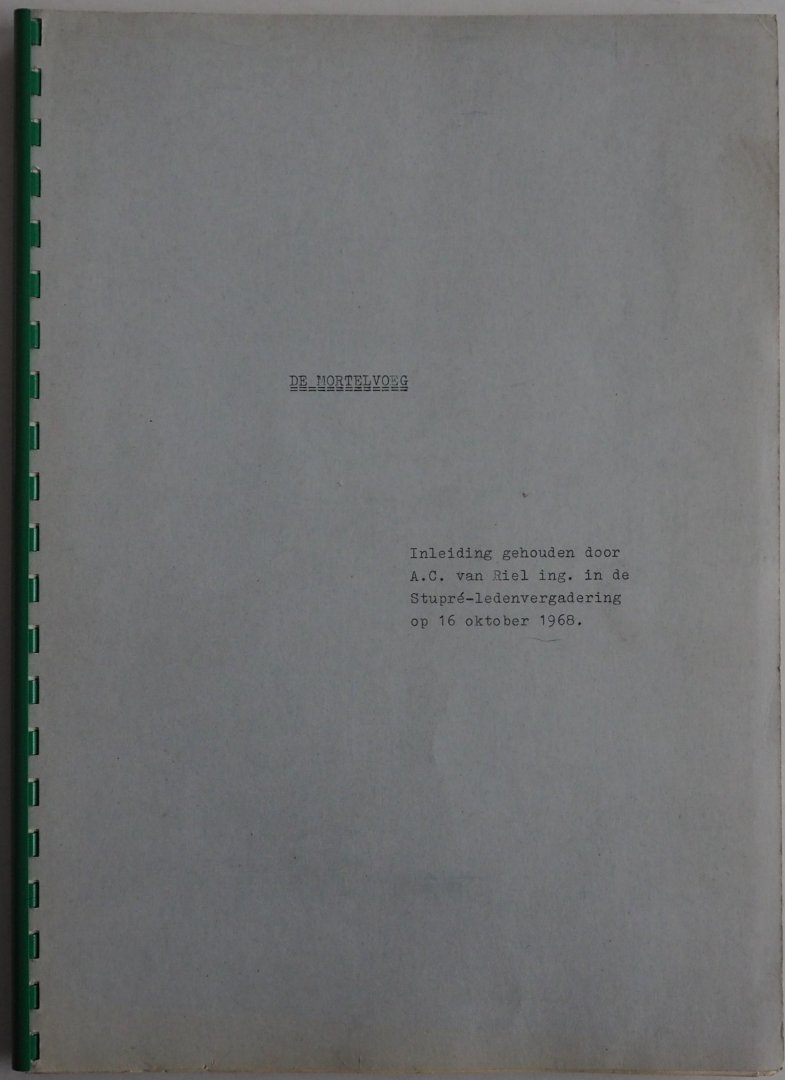 DE MORTELVOEG
Inleiding gehouden door
A.C. van Riel ing. in de
Stupré-ledenvergadering
op 16 oktober 1968.